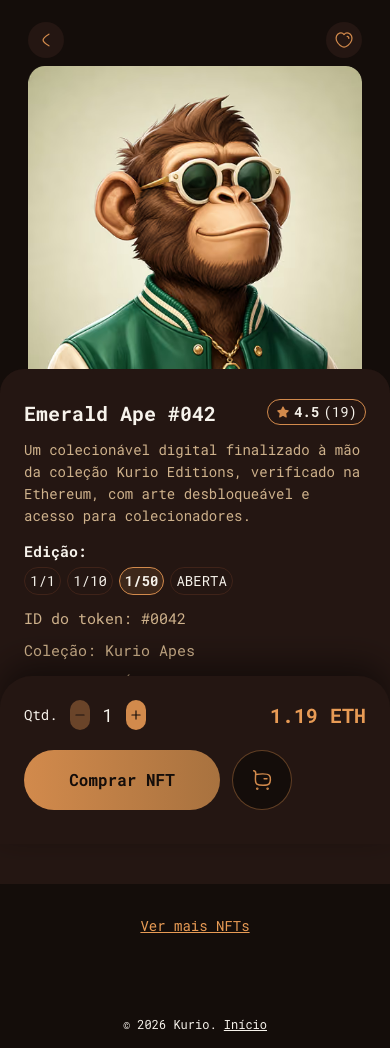 Emerald Ape #042
4.5 (19)
Um colecionável digital finalizado à mão
da coleção Kurio Editions, verificado na
Ethereum, com arte desbloqueável e
acesso para colecionadores.
Edição:
1/1 1/10 1/50 ABERTA
ID do token: #0042
Coleção: Kurio Apes
Qtd. − 1 + 1.19 ETH
Comprar NFT
Ver mais NFTs
© 2026 Kurio. Início